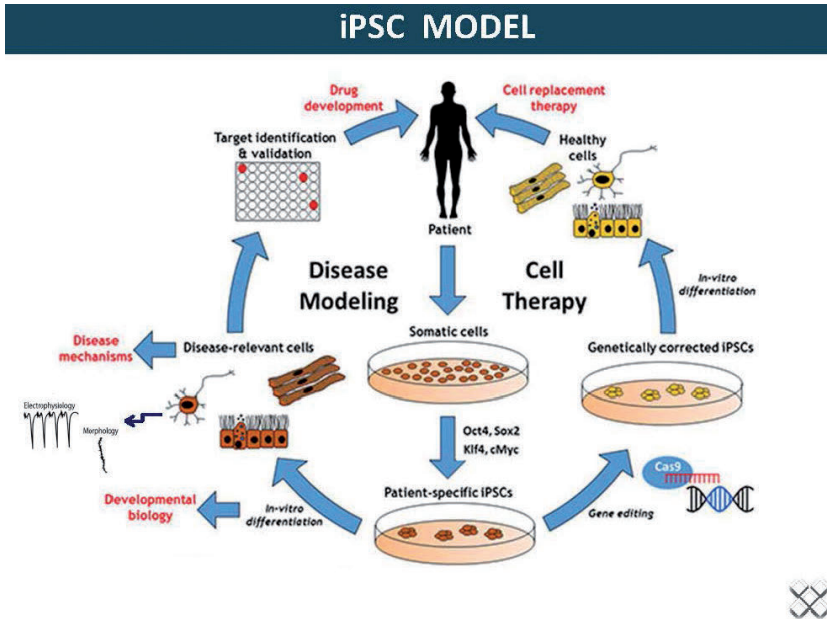 iPSC MODEL
Drug
development
Cell replacement
therapy
Target identification
& validation
Healthy
cells
Patient
Disease
Modeling
Cell
Therapy
In-vitro
differentiation
Somatic cells
Disease
mechanisms
Disease-relevant cells
Genetically corrected iPSCs
Electrophysiology
Morphology
Oct4, Sox2
Klf4, cMyc
Cas9
Patient-specific iPSCs
Developmental
biology
In-vitro
differentiation
Gene editing